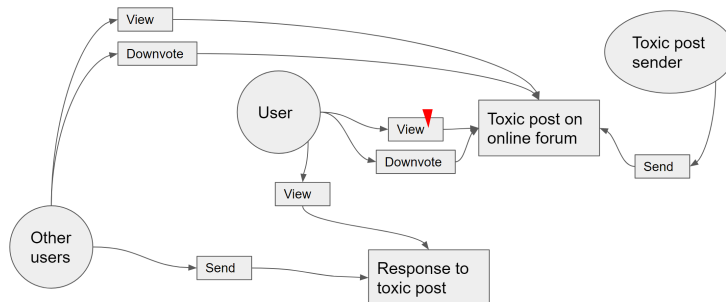 View
Downvote
Toxic post
sender
User
View
Toxic post on
online forum
Downvote
Send
View
Other
users
Send
Response to
toxic post